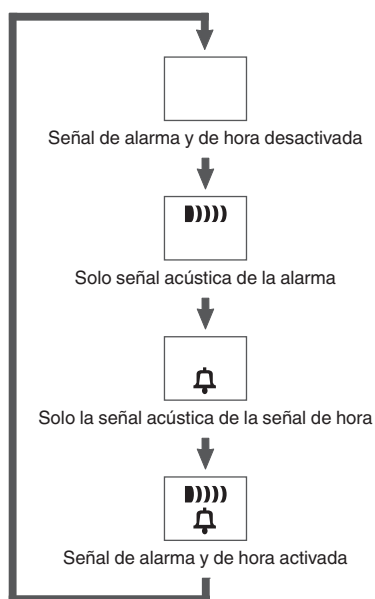 Señal de alarma y de hora desactivada
Solo señal acústica de la alarma
Solo la señal acústica de la señal de hora
Señal de alarma y de hora activada